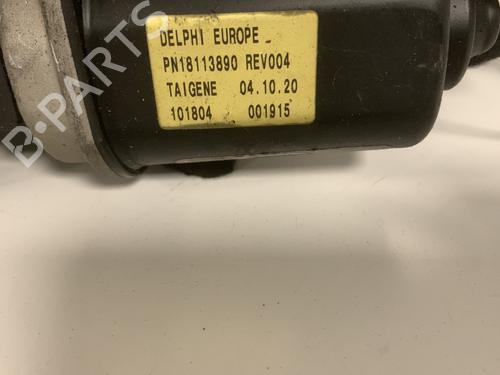 DELPHI EUROPE
PN18113890 REV004
TAIGENE 04.10.20
101804 001915
B-PARTS